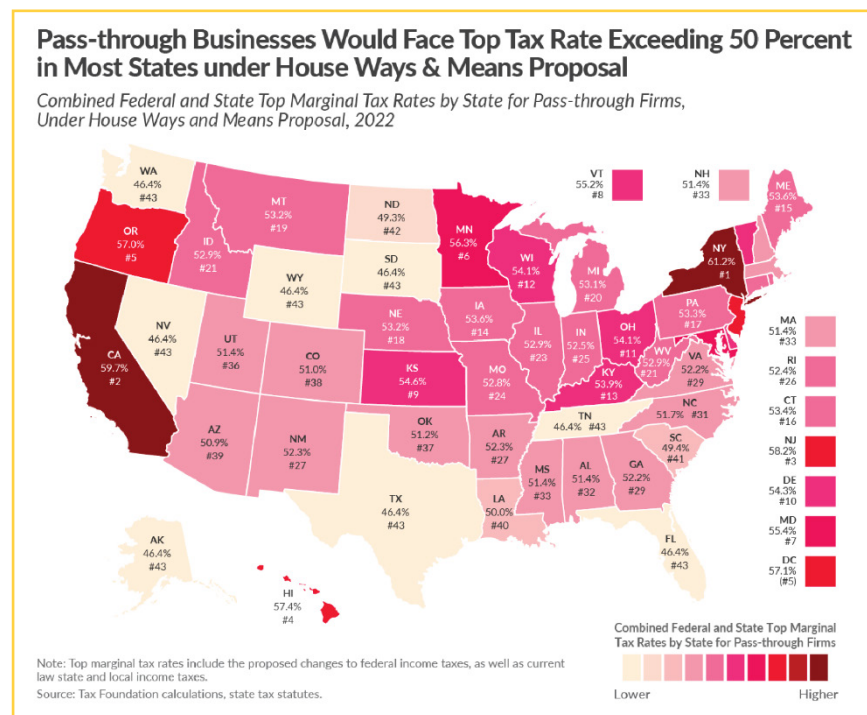 Pass-through Businesses Would Face Top Tax Rate Exceeding 50 Percent
in Most States under House Ways & Means Proposal
Combined Federal and State Top Marginal Tax Rates by State for Pass-through Firms,
Under House Ways and Means Proposal, 2022
WA
46.4%
#43
OR
57.0%
#5
CA
59.7%
#2
NV
46.4%
#43
ID
52.9%
#21
MT
53.2%
#19
WY
46.4%
#43
UT
51.4%
#36
CO
51.0%
#38
AZ
50.9%
#39
NM
52.3%
#27
ND
49.3%
#42
SD
46.4%
#43
NE
53.2%
#18
KS
54.6%
#9
OK
51.2%
#37
TX
46.4%
#43
MN
56.3%
#6
IA
53.6%
#14
MO
52.8%
#24
AR
52.3%
#27
LA
50.0%
#40
WI
54.1%
#12
IL
52.9%
#23
MI
53.1%
#20
IN
52.5%
#25
OH
54.1%
#11
KY
53.9%
#13
TN
46.4% #43
MS
51.4%
#33
AL
51.4%
#32
GA
52.2%
#29
FL
46.4%
#43
SC
49.4%
#41
NC
51.7% #31
VA
52.2%
#29
WV
52.9%
#21
PA
53.3%
#17
NY
61.2%
#1
ME
53.6%
#15
VT
55.2%
#8
NH
51.4%
#33
MA
51.4%
#33
RI
52.4%
#26
CT
53.4%
#16
NJ
58.2%
#3
DE
54.3%
#10
MD
55.4%
#7
DC
57.1%
(#5)
AK
46.4%
#43
HI
57.4%
#4
Combined Federal and State Top Marginal
Tax Rates by State for Pass-through Firms
Lower Higher
Note: Top marginal tax rates include the proposed changes to federal income taxes, as well as current
law state and local income taxes.
Source: Tax Foundation calculations, state tax statutes.